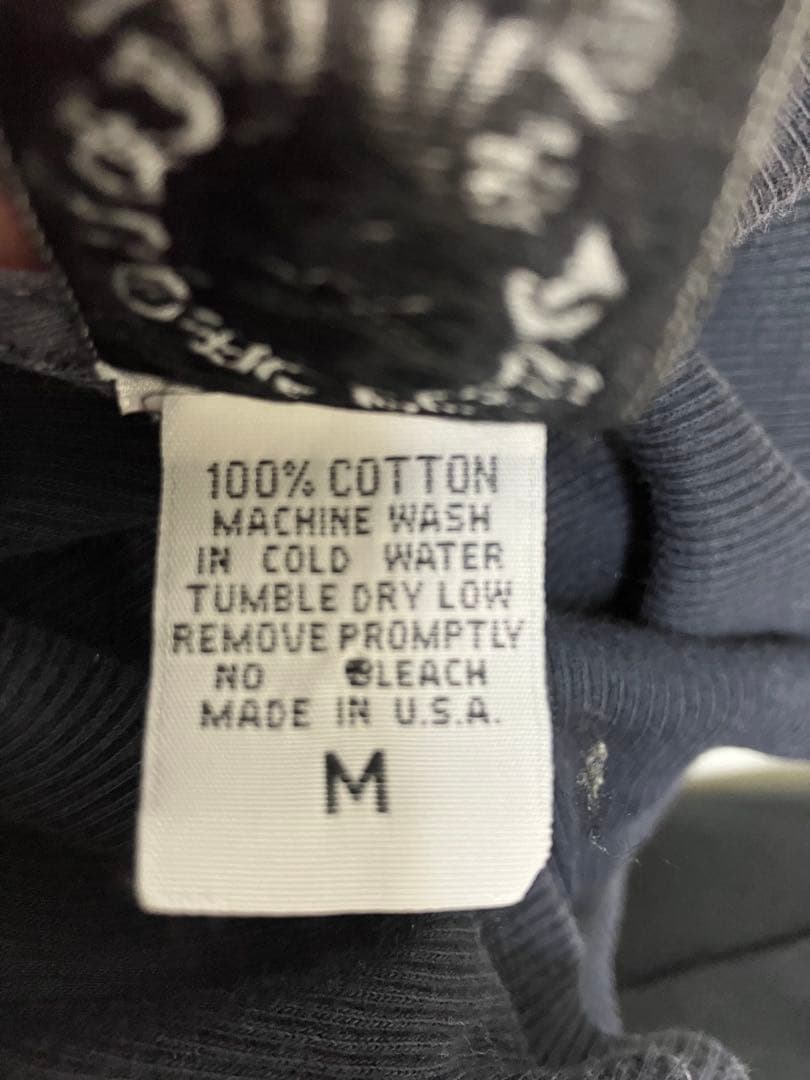 100% COTTON
MACHINE WASH
IN COLD WATER
TUMBLE DRY LOW
REMOVE PROMPTLY
NO BLEACH
MADE IN U.S.A.
M